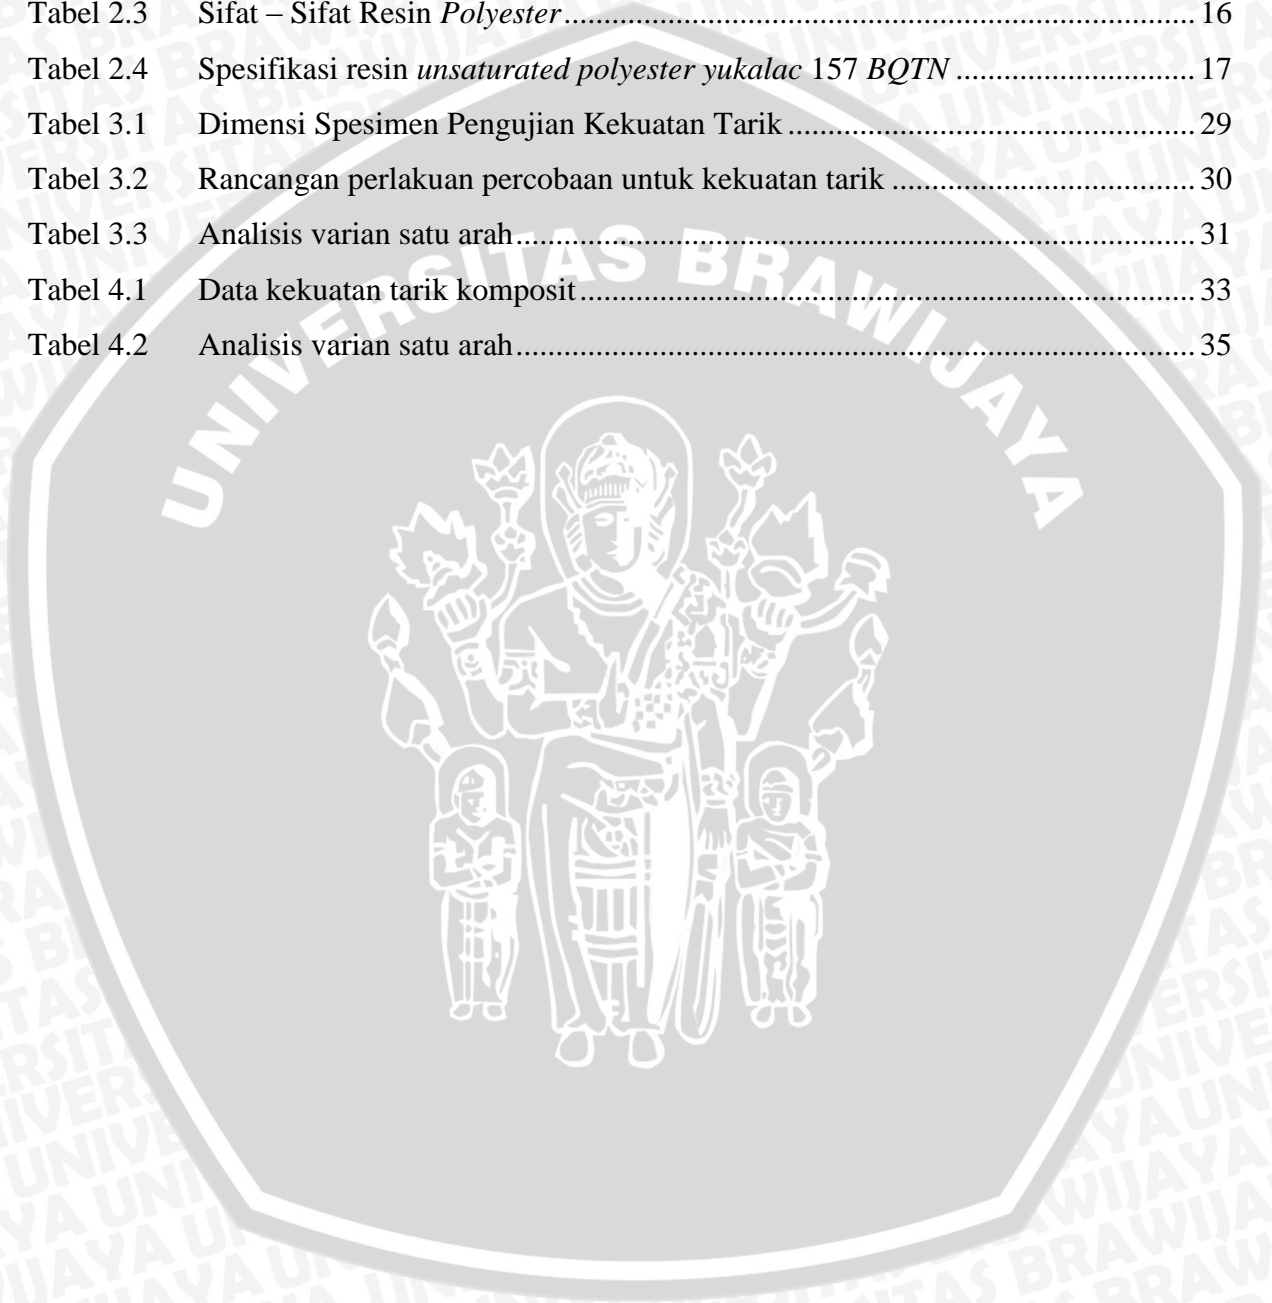 Tabel 2.3 Sifat – Sifat Resin Polyester ........................................ 16
Tabel 2.4 Spesifikasi resin unsaturated polyester yukalac 157 BQTN ........................................ 17
Tabel 3.1 Dimensi Spesimen Pengujian Kekuatan Tarik ........................................ 29
Tabel 3.2 Rancangan perlakuan percobaan untuk kekuatan tarik ........................................ 30
Tabel 3.3 Analisis varian satu arah ........................................ 31
Tabel 4.1 Data kekuatan tarik komposit ........................................ 33
Tabel 4.2 Analisis varian satu arah ........................................ 35
UNIVERSITAS BRAWIJAYA